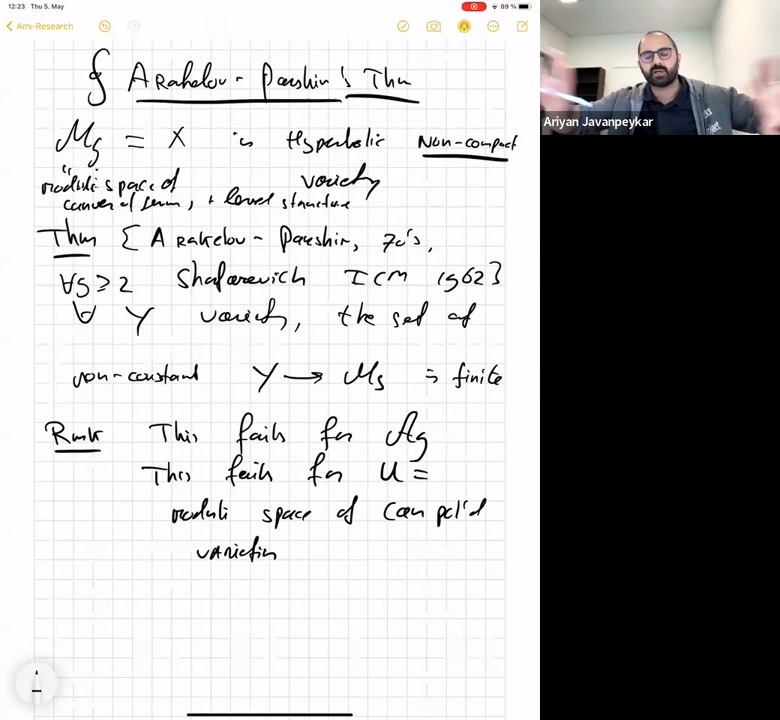 12:23 Thu 5. May
89 %
Ami-Research
§ Arakelov - Parshin's Thm
Mg = X is Hyperbolic Non-compact
variety
"moduli space of
curves of genus, + level structure
Thm [Arakelov - Parshin, 70's,
∀g ≥ 2 Shafarevich ICM 1962]
∀ Y variety, the set of
non-constant Y → Mg is finite
Rmk This fails for Ag
This fails for U =
moduli space of can pol'd
varieties
Ariyan Javanpeykar